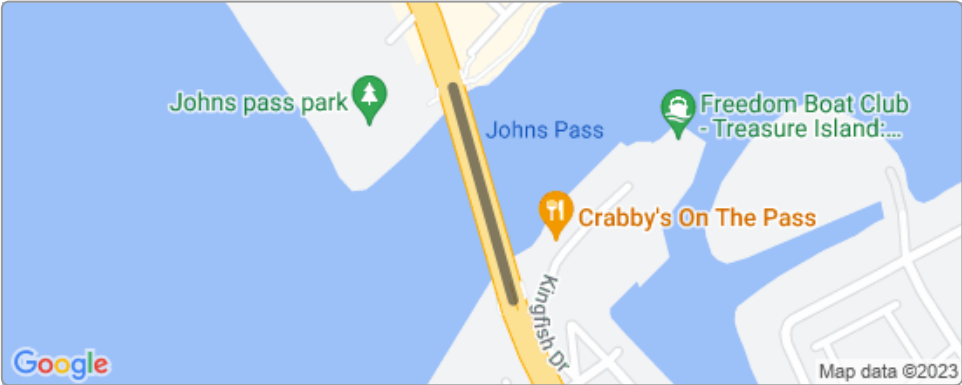 Johns pass park
Johns Pass
Freedom Boat Club
- Treasure Island:...
Crabby's On The Pass
Kingfish Dr
Google
Map data ©2023